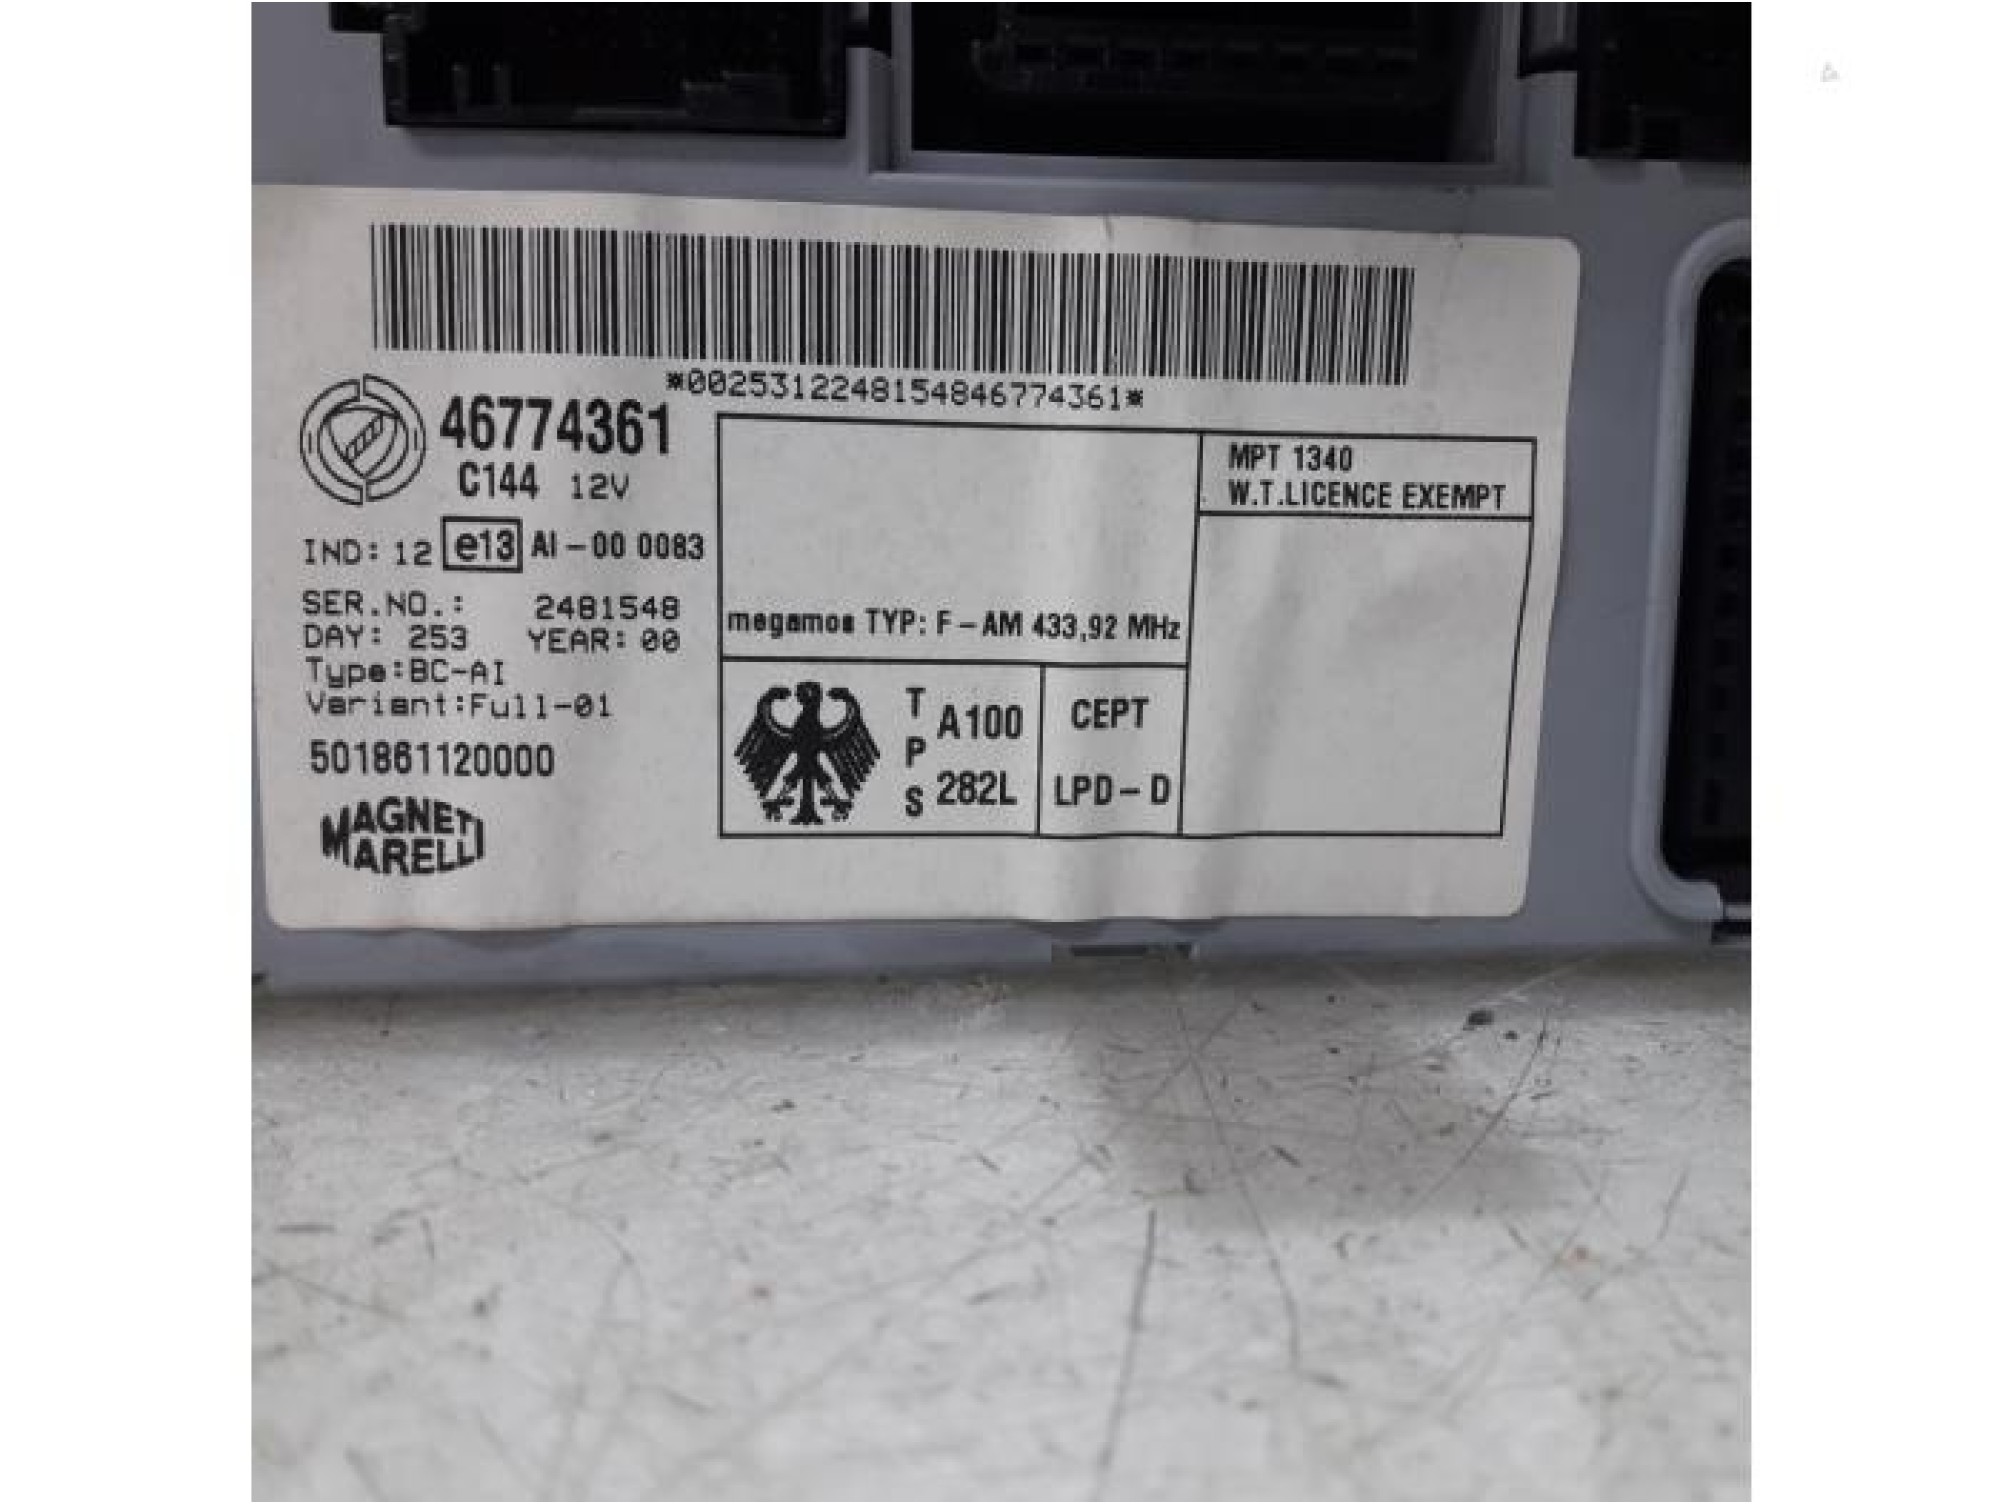 *0025312248154846774361*
46774361
C144 12V
IND: 12 e13 AI-00 0083
SER.NO.: 2481548
DAY: 253 YEAR: 00
Type:BC-AI
Variant:Full-01
501861120000
MAGNETI
MARELLI
MPT 1340
W.T.LICENCE EXEMPT
megamos TYP: F-AM 433,92 MHz
TPS A100
282L
CEPT
LPD-D